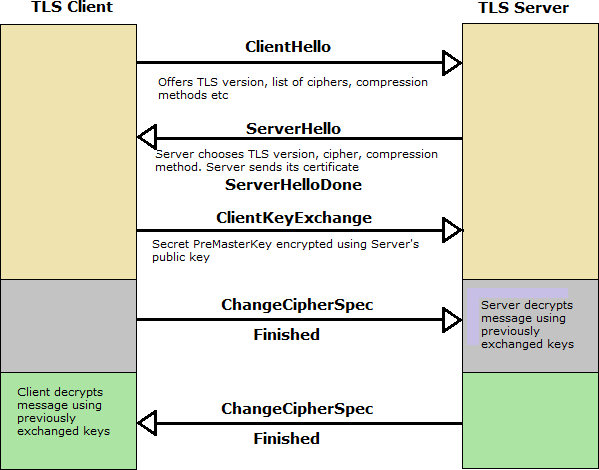 TLS Client
TLS Server
ClientHello
Offers TLS version, list of ciphers, compression
methods etc
ServerHello
Server chooses TLS version, cipher, compression
method. Server sends its certificate
ServerHelloDone
ClientKeyExchange
Secret PreMasterKey encrypted using Server's
public key
ChangeCipherSpec
Finished
Server decrypts
message using
previously
exchanged keys
Client decrypts
message using
previously
exchanged keys
ChangeCipherSpec
Finished